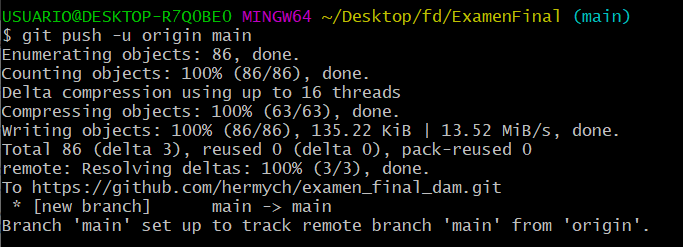 USUARIO@DESKTOP-R7Q0BE0 MINGW64 ~/Desktop/fd/ExamenFinal (main)
$ git push -u origin main
Enumerating objects: 86, done.
Counting objects: 100% (86/86), done.
Delta compression using up to 16 threads
Compressing objects: 100% (63/63), done.
Writing objects: 100% (86/86), 135.22 KiB | 13.52 MiB/s, done.
Total 86 (delta 3), reused 0 (delta 0), pack-reused 0
remote: Resolving deltas: 100% (3/3), done.
To https://github.com/hermych/examen_final_dam.git
 * [new branch]      main -> main
Branch 'main' set up to track remote branch 'main' from 'origin'.